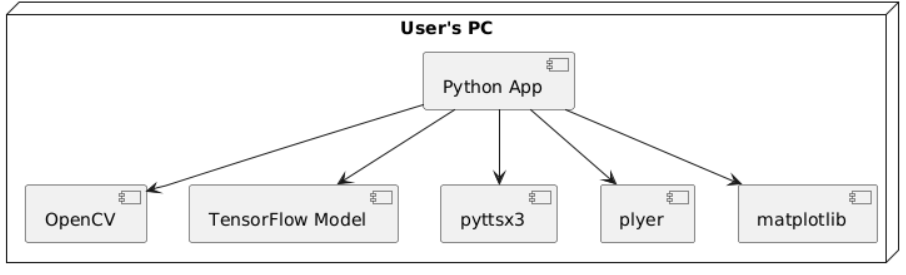 User's PC
Python App
OpenCV
TensorFlow Model
pyttsx3
plyer
matplotlib